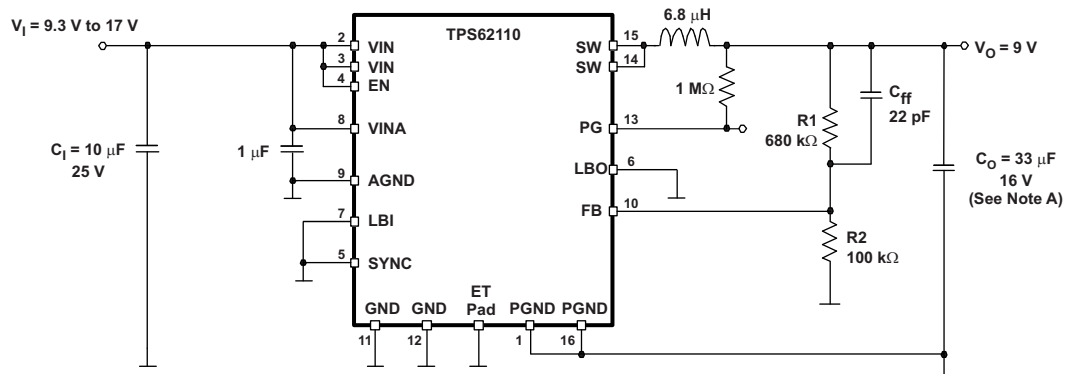 V_I = 9.3 V to 17 V
TPS62110
6.8 μH
V_O = 9 V
2
VIN
3
VIN
4
EN
8
VINA
9
AGND
7
LBI
5
SYNC
15
SW
14
SW
13
PG
6
LBO
10
FB
1 MΩ
C_ff
22 pF
R1
680 kΩ
R2
100 kΩ
C_I = 10 μF
25 V
1 μF
C_O = 33 μF
16 V
(See Note A)
GND
GND
ET
Pad
PGND
PGND
11
12
1
16